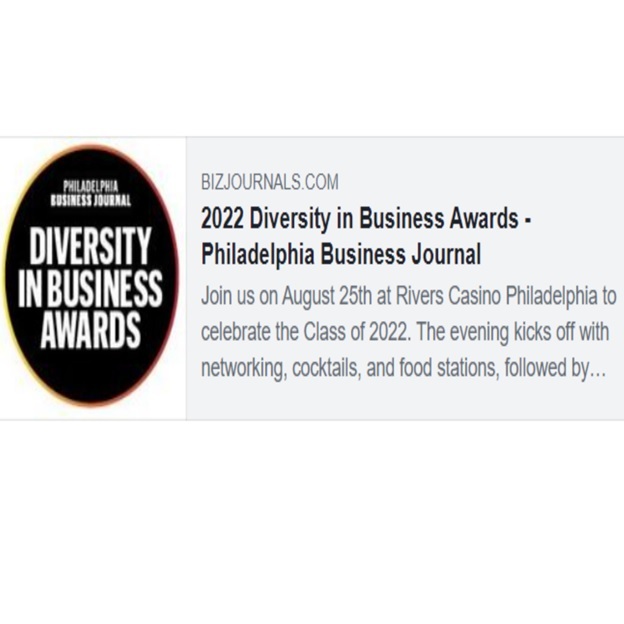 PHILADELPHIA
BUSINESS JOURNAL
DIVERSITY
IN BUSINESS
AWARDS
BIZJOURNALS.COM
2022 Diversity in Business Awards -
Philadelphia Business Journal
Join us on August 25th at Rivers Casino Philadelphia to
celebrate the Class of 2022. The evening kicks off with
networking, cocktails, and food stations, followed by...